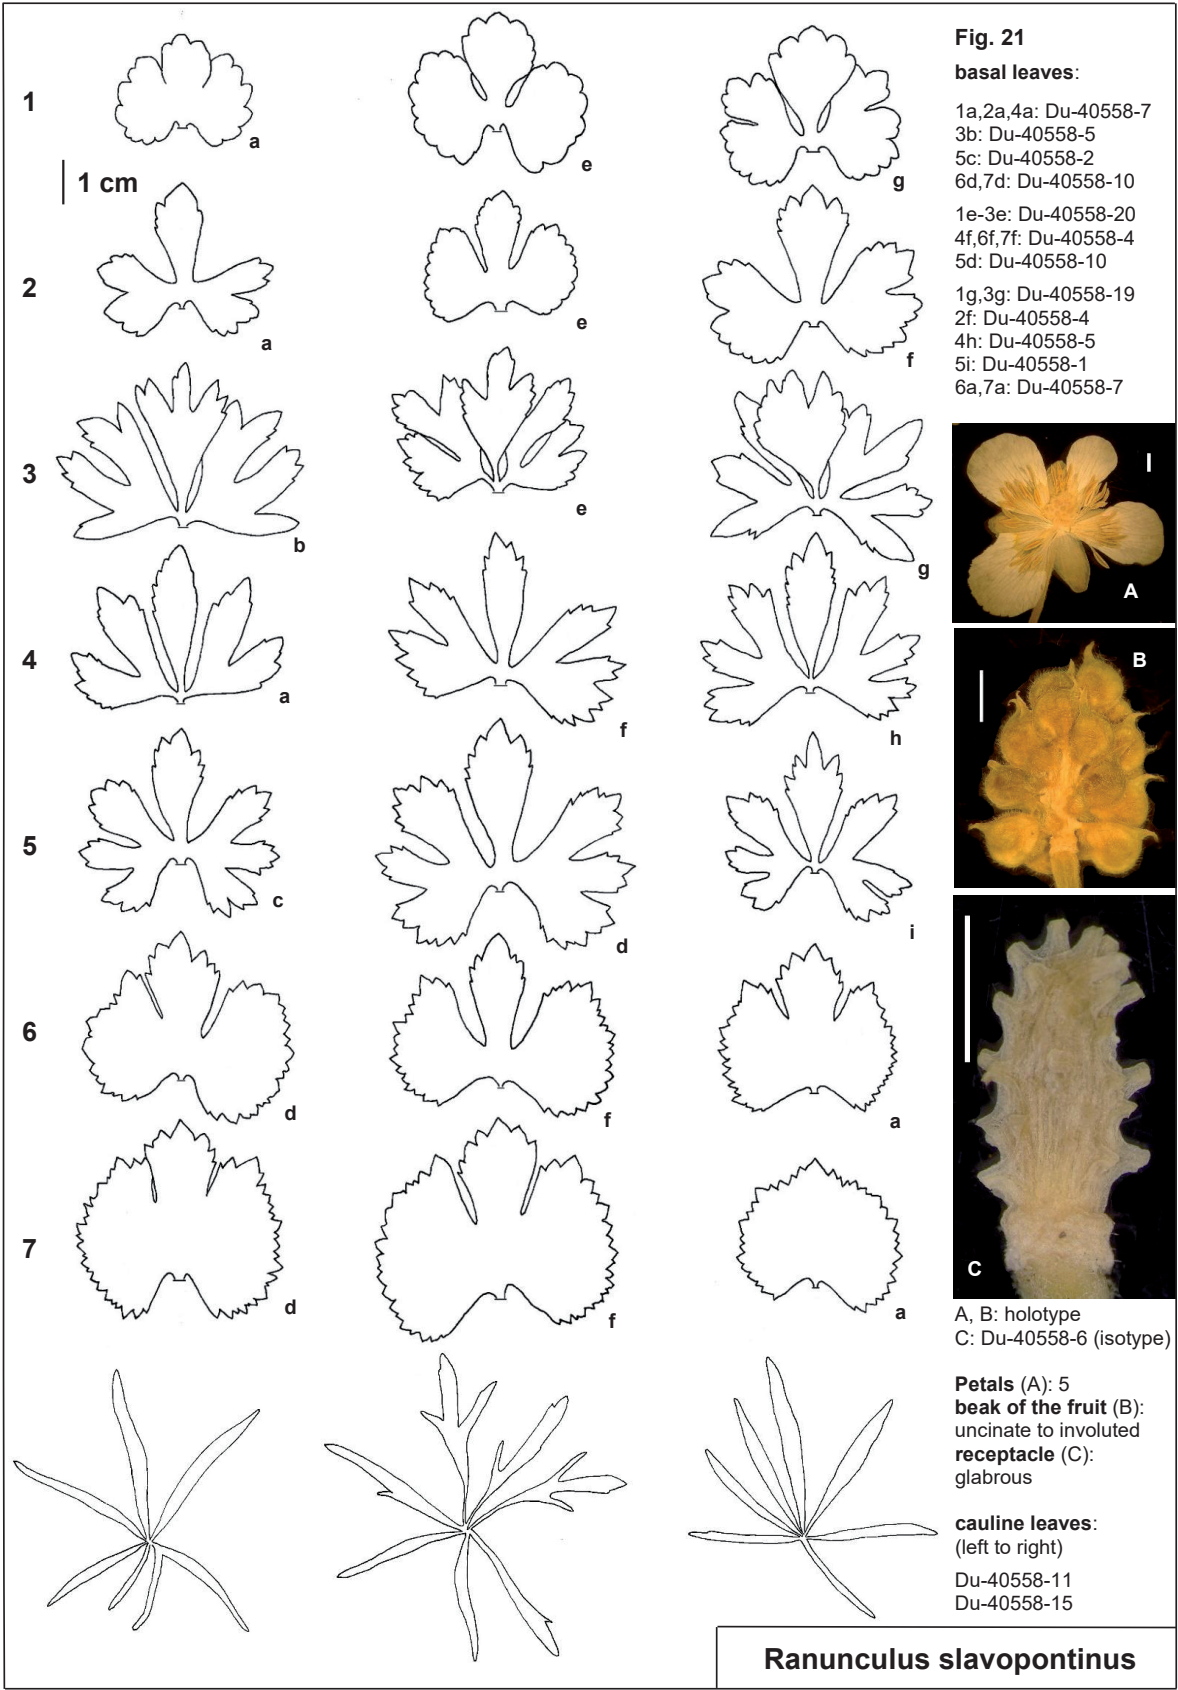 1
a
e
g
1 cm
2
a
e
f
3
b
e
g
4
a
f
h
5
c
d
i
6
d
f
a
7
d
f
a
Fig. 21
basal leaves:
1a,2a,4a: Du-40558-7
3b: Du-40558-5
5c: Du-40558-2
6d,7d: Du-40558-10
1e-3e: Du-40558-20
4f,6f,7f: Du-40558-4
5d: Du-40558-10
1g,3g: Du-40558-19
2f: Du-40558-4
4h: Du-40558-5
5i: Du-40558-1
6a,7a: Du-40558-7
A
B
C
A, B: holotype
C: Du-40558-6 (isotype)
Petals (A): 5
beak of the fruit (B):
uncinate to involuted
receptacle (C):
glabrous
cauline leaves:
(left to right)
Du-40558-11
Du-40558-15
Ranunculus slavopontinus